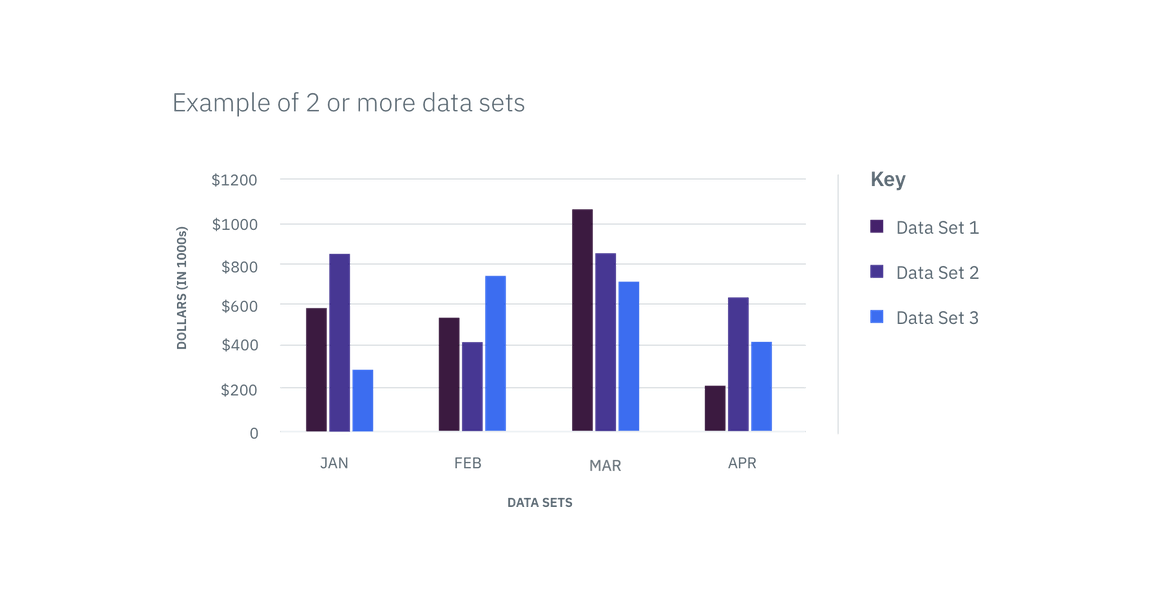 Example of 2 or more data sets
DOLLARS (IN 1000s)
$1200
$1000
$800
$600
$400
$200
0
JAN
FEB
MAR
APR
DATA SETS
Key
Data Set 1
Data Set 2
Data Set 3